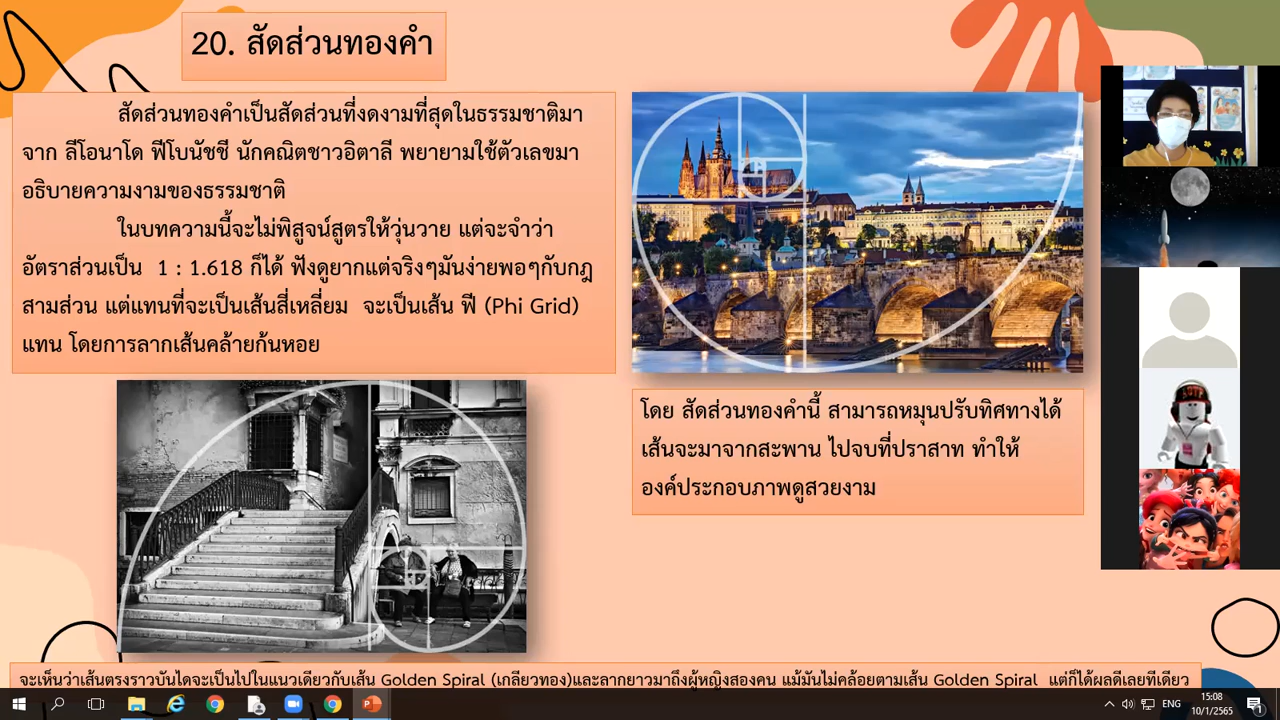 20. สัดส่วนทองคำ
สัดส่วนทองคำเป็นสัดส่วนที่งดงามที่สุดในธรรมชาติมา
จาก ลีโอนาโด ฟีโบนัชชี นักคณิตชาวอิตาลี พยายามใช้ตัวเลขมา
อธิบายความงามของธรรมชาติ
ในบทความนี้จะไม่พิสูจน์สูตรให้วุ่นวาย แต่จะจำว่า
อัตราส่วนเป็น 1 : 1.618 ก็ได้ ฟังดูยากแต่จริงๆมันง่ายพอๆกับกฎ
สามส่วน แต่แทนที่จะเป็นเส้นสี่เหลี่ยม จะเป็นเส้น ฟี (Phi Grid)
แทน โดยการลากเส้นคล้ายก้นหอย
โดย สัดส่วนทองคำนี้ สามารถหมุนปรับทิศทางได้
เส้นจะมาจากสะพาน ไปจบที่ปราสาท ทำให้
องค์ประกอบภาพดูสวยงาม
จะเห็นว่าเส้นตรงราวบันไดจะเป็นไปในแนวเดียวกับเส้น Golden Spiral (เกลียวทอง)และลากยาวมาถึงผู้หญิงสองคน แม้มันไม่คล้อยตามเส้น Golden Spiral แต่ก็ได้ผลดีเลยทีเดียว
ENG
15:08
10/1/2565